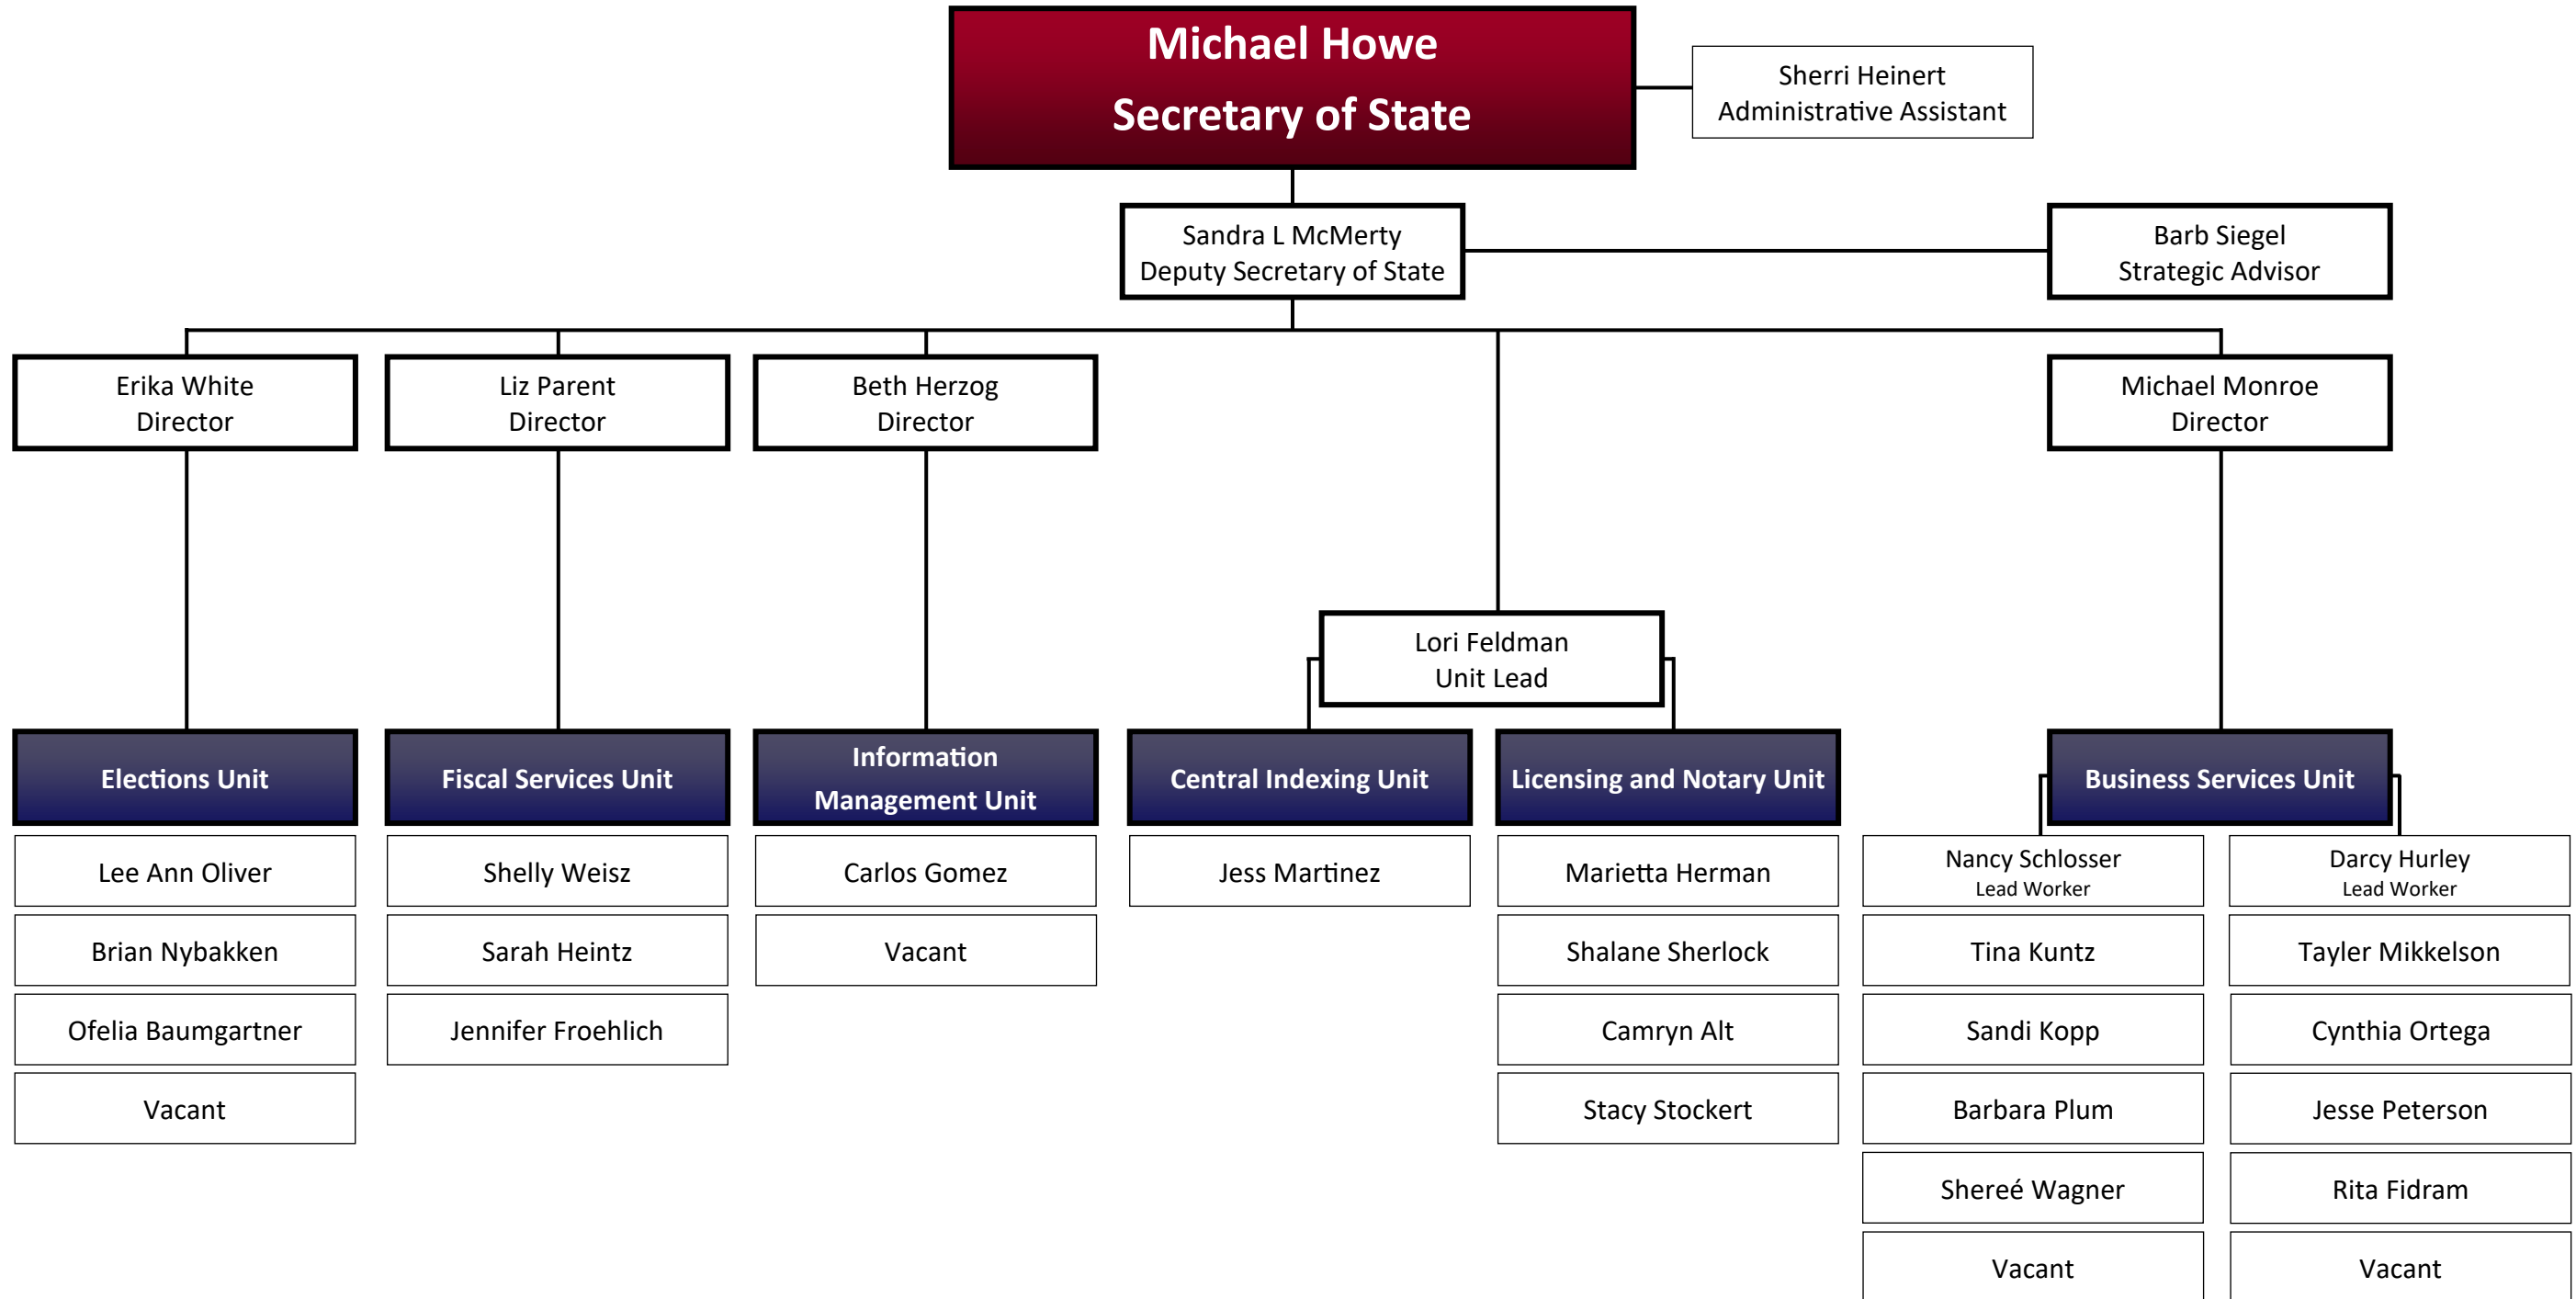 Michael Howe
Secretary of State
Sherri Heinert
Administrative Assistant
Sandra L McMerty
Deputy Secretary of State
Barb Siegel
Strategic Advisor
Erika White
Director
Liz Parent
Director
Beth Herzog
Director
Michael Monroe
Director
Lori Feldman
Unit Lead
Elections Unit
Lee Ann Oliver
Brian Nybakken
Ofelia Baumgartner
Vacant
Fiscal Services Unit
Shelly Weisz
Sarah Heintz
Jennifer Froehlich
Information
Management Unit
Carlos Gomez
Vacant
Central Indexing Unit
Jess Martinez
Licensing and Notary Unit
Marietta Herman
Shalane Sherlock
Camryn Alt
Stacy Stockert
Business Services Unit
Nancy Schlosser
Lead Worker
Tina Kuntz
Sandi Kopp
Barbara Plum
Shereé Wagner
Vacant
Darcy Hurley
Lead Worker
Tayler Mikkelson
Cynthia Ortega
Jesse Peterson
Rita Fidram
Vacant